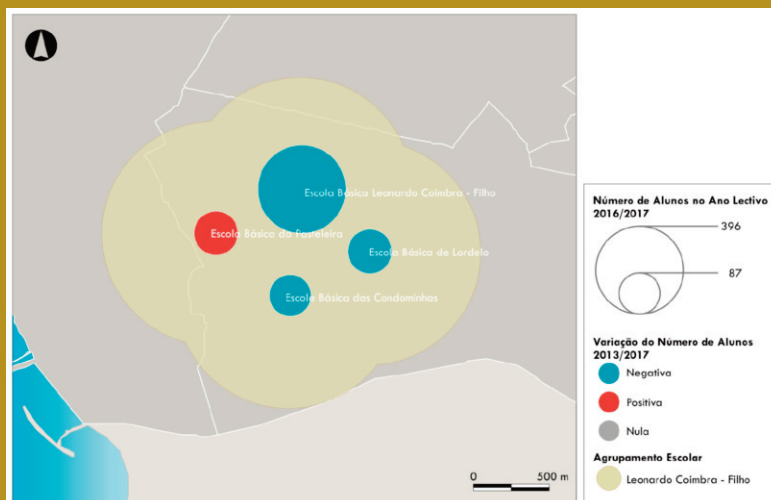 Escola Básica Leonardo Coimbra - Filho
Escola Básica da Pasteleira
Escola Básica de Lordelo
Escola Básica das Condominhas
0 500 m
Número de Alunos no Ano Lectivo
2016/2017
396
87
Variação do Número de Alunos
2013/2017
Negativa
Positiva
Nula
Agrupamento Escolar
Leonardo Coimbra - Filho